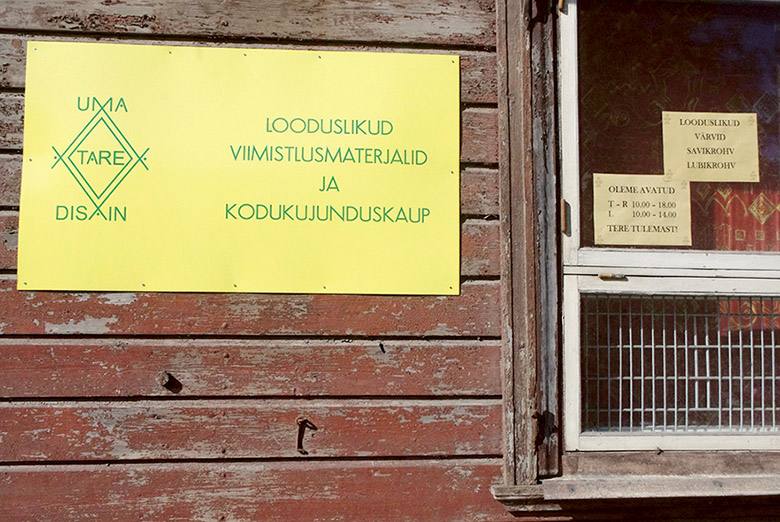 UMA
TARE
DISAIN
LOODUSLIKUD
VIIMISTLUSMATERJALID
JA
KODUKUJUNDUSKAUP
LOODUSLIKUD
VÄRVID
SAVIKROHV
LUBIKROHV
OLEME AVATUD
T - R 10.00 - 18.00
L 10.00 - 14.00
TERE TULEMAST!